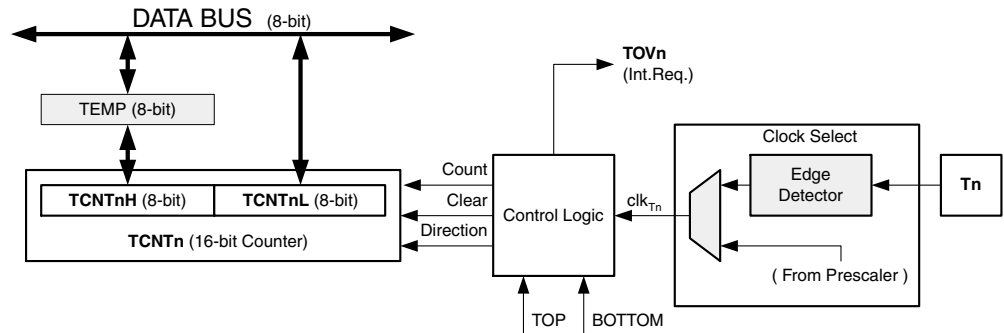 DATA BUS (8-bit)
TOVn
(Int.Req.)
TEMP (8-bit)
Clock Select
Count
Edge
Detector
Tn
TCNTnH (8-bit) TCNTnL (8-bit)
Clear
Control Logic
clkTn
TCNTn (16-bit Counter)
Direction
( From Prescaler )
TOP
BOTTOM